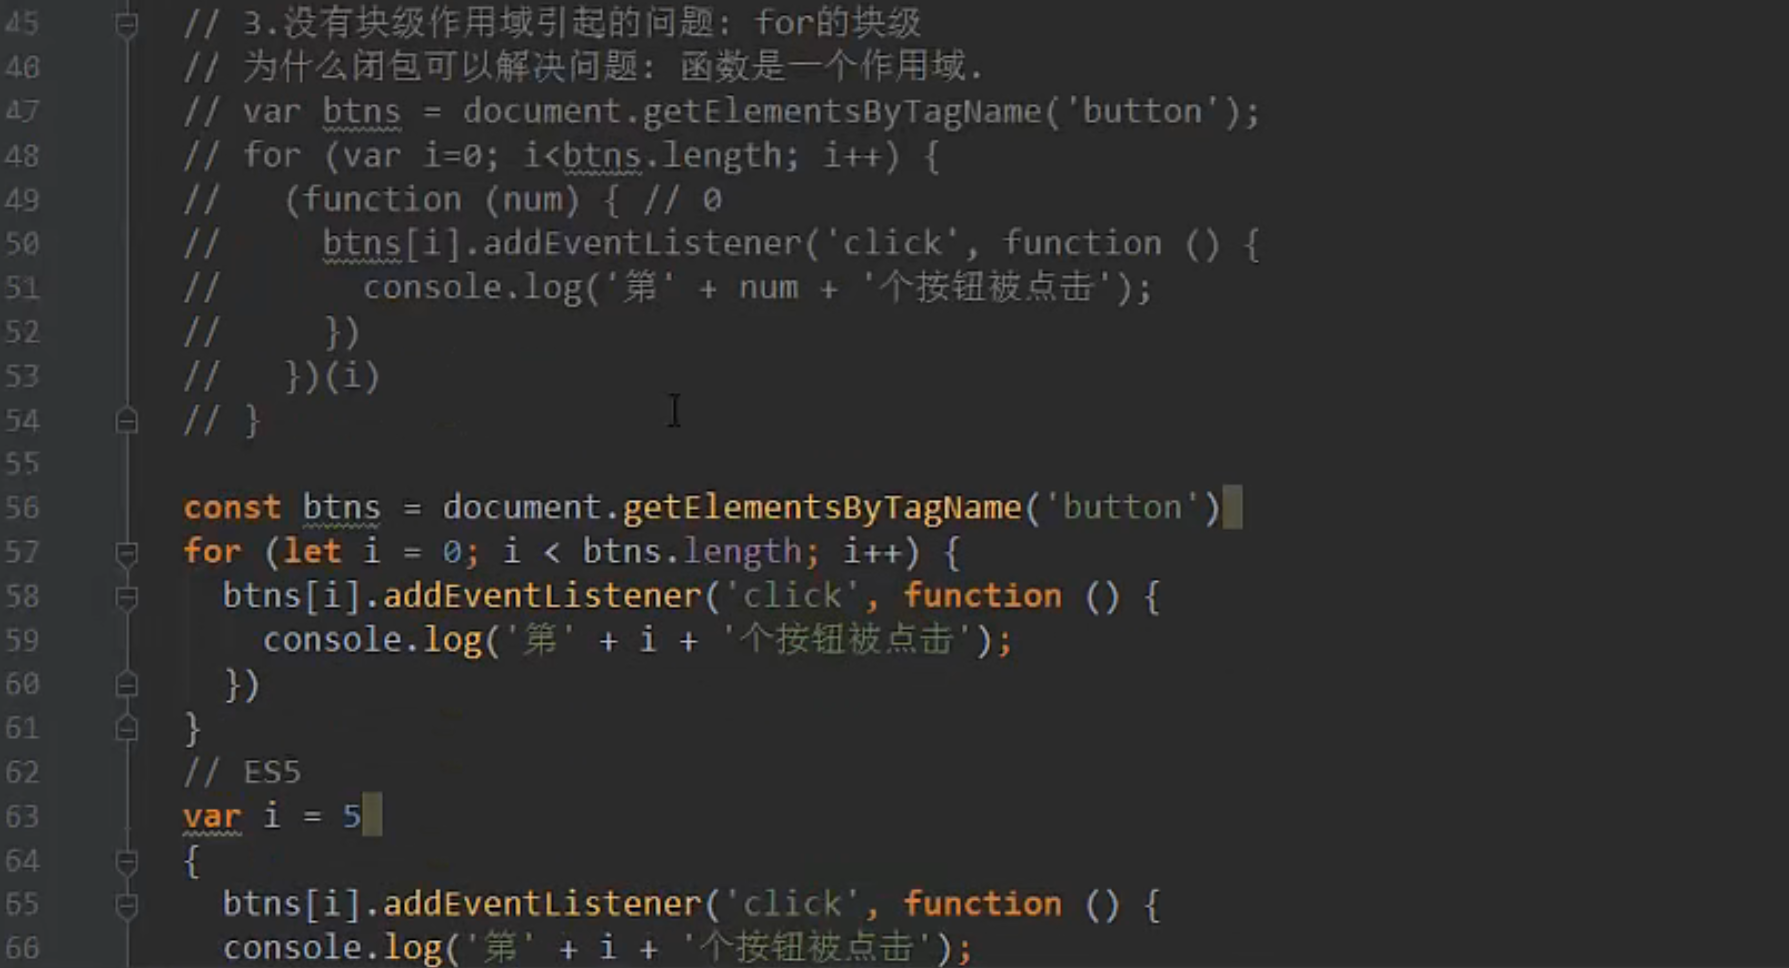 45 // 3.没有块级作用域引起的问题: for的块级
46 // 为什么闭包可以解决问题: 函数是一个作用域.
47 // var btns = document.getElementsByTagName('button');
48 // for (var i=0; i<btns.length; i++) {
49 //   (function (num) { // 0
50 //     btns[i].addEventListener('click', function () {
51 //       console.log('第' + num + '个按钮被点击');
52 //     })
53 //   })(i)
54 // }
55
56 const btns = document.getElementsByTagName('button')
57 for (let i = 0; i < btns.length; i++) {
58   btns[i].addEventListener('click', function () {
59     console.log('第' + i + '个按钮被点击');
60   })
61 }
62 // ES5
63 var i = 5
64 {
65   btns[i].addEventListener('click', function () {
66   console.log('第' + i + '个按钮被点击');